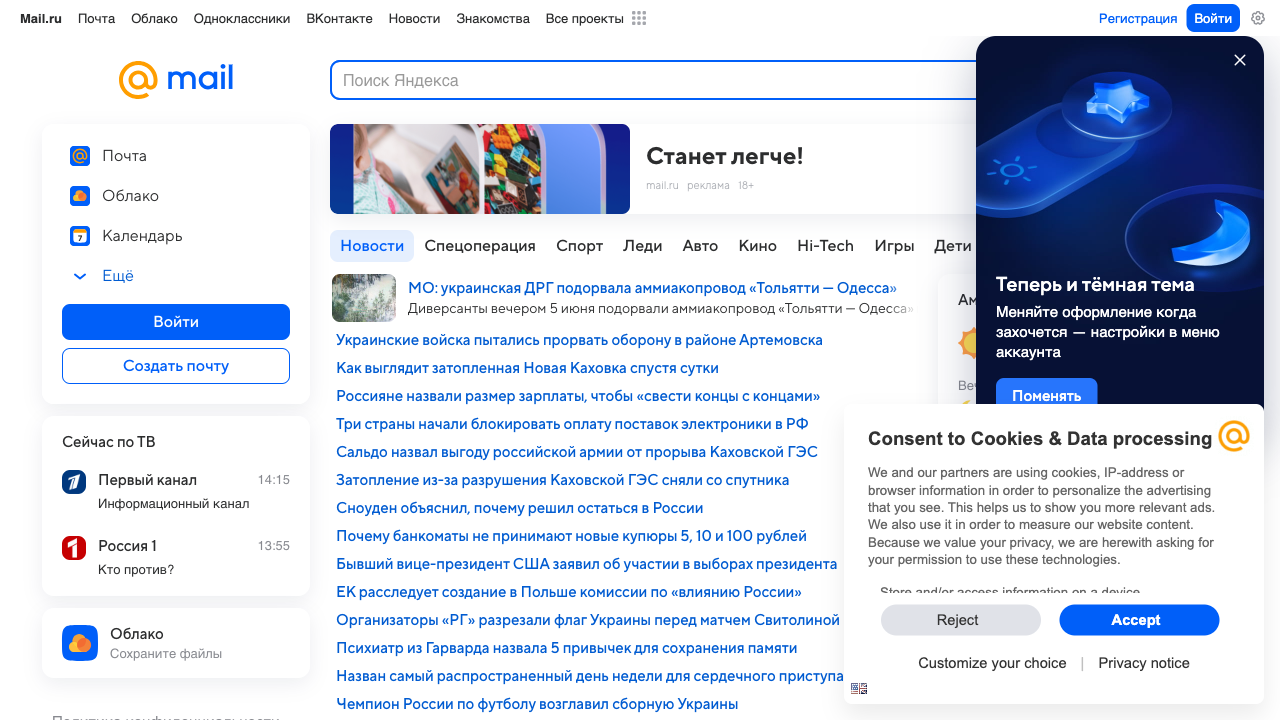 Mail.ru Почта Облако Одноклассники ВКонтакте Новости Знакомства Все проекты
Регистрация Войти
mail
Поиск Яндекса
Почта
Облако
7 Календарь
Ещё
Войти
Создать почту
Сейчас по ТВ
Первый канал 14:15
Информационный канал
Россия 1 13:55
Кто против?
Облако
Сохраните файлы
Станет легче!
mail.ru реклама 18+
Новости Спецоперация Спорт Леди Авто Кино Hi-Tech Игры Дети
МО: украинская ДРГ подорвала аммиакопровод «Тольятти — Одесса»
Диверсанты вечером 5 июня подорвали аммиакопровод «Тольятти — Одесса»
Украинские войска пытались прорвать оборону в районе Артемовска
Как выглядит затопленная Новая Каховка спустя сутки
Россияне назвали размер зарплаты, чтобы «свести концы с концами»
Три страны начали блокировать оплату поставок электроники в РФ
Сальдо назвал выгоду российской армии от прорыва Каховской ГЭС
Затопление из-за разрушения Каховской ГЭС сняли со спутника
Сноуден объяснил, почему решил остаться в России
Почему банкоматы не принимают новые купюры 5, 10 и 100 рублей
Бывший вице-президент США заявил об участии в выборах президента
ЕК расследует создание в Польше комиссии по «влиянию России»
Организаторы «РГ» разрезали флаг Украины перед матчем Свитолиной
Психиатр из Гарварда назвала 5 привычек для сохранения памяти
Назван самый распространенный день недели для сердечного приступа
Чемпион России по футболу возглавил сборную Украины
Теперь и тёмная тема
Меняйте оформление когда
захочется — настройки в меню
аккаунта
Поменять
Consent to Cookies & Data processing
We and our partners are using cookies, IP-address or
browser information in order to personalize the advertising
that you see. This helps us to show you more relevant ads.
We also use it in order to measure our website content.
Because we value your privacy, we are herewith asking for
your permission to use these technologies.
Store and/or access information on a device
Reject Accept
Customize your choice | Privacy notice
Политика конфиденциальности